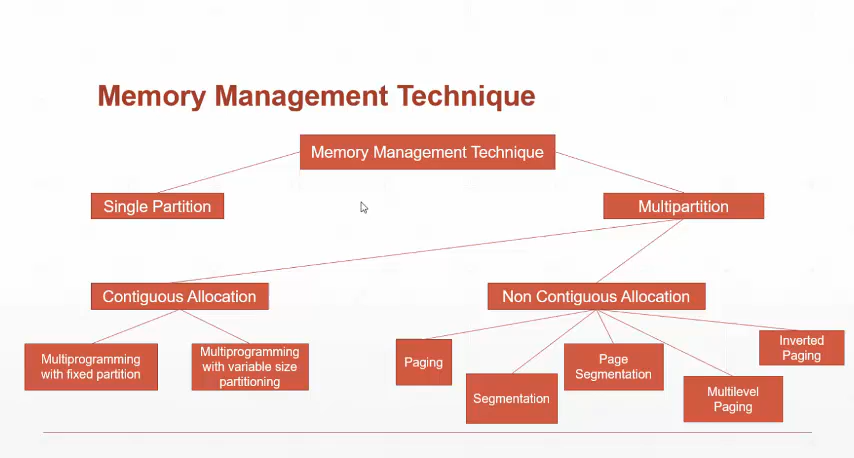 Memory Management Technique
Memory Management Technique
Single Partition
Multipartition
Contiguous Allocation
Non Contiguous Allocation
Multiprogramming
with fixed partition
Multiprogramming
with variable size
partitioning
Paging
Segmentation
Page
Segmentation
Multilevel
Paging
Inverted
Paging